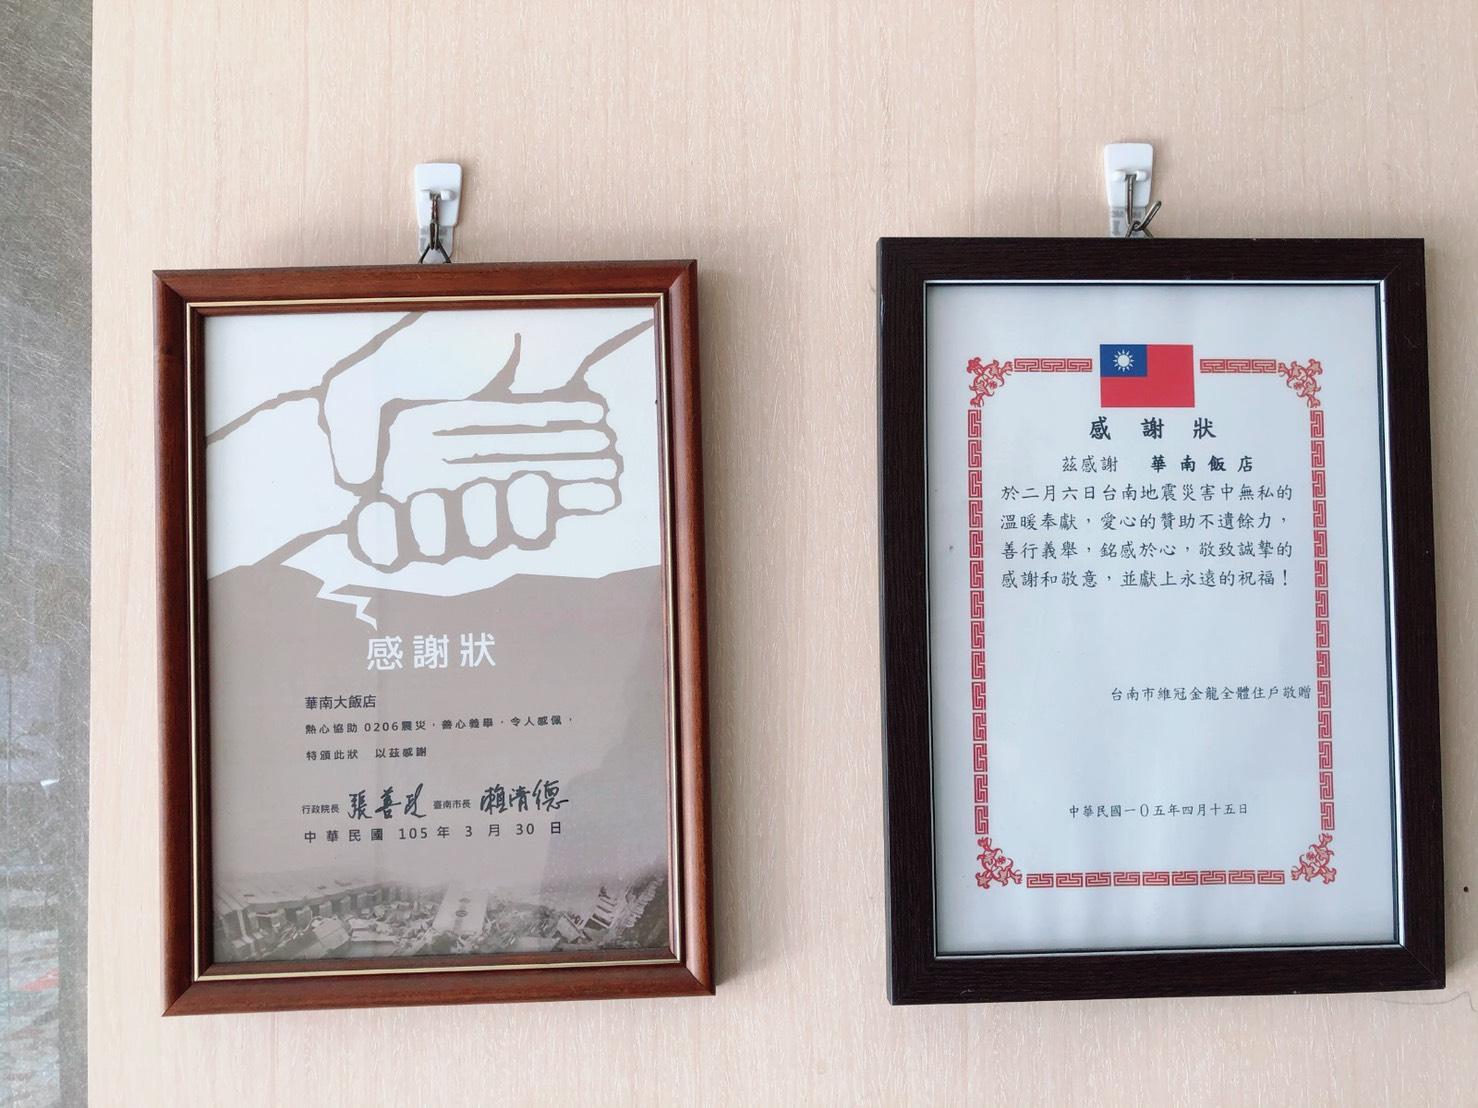 感謝狀
華南大飯店
熱心協助0206震災，善心義舉，令人感佩，
特頒此狀 以茲感謝
行政院長 張善政 臺南市長 賴清德
中華民國 105 年 3 月 30 日
感謝狀
茲感謝 華南飯店
於二月六日台南地震災害中無私的
溫暖奉獻，愛心的贊助不遺餘力，
善行義舉，銘感於心，敬致誠摯的
感謝和敬意，並獻上永遠的祝福！
台南市維冠金龍全體住戶敬贈
中華民國一０五年四月十五日